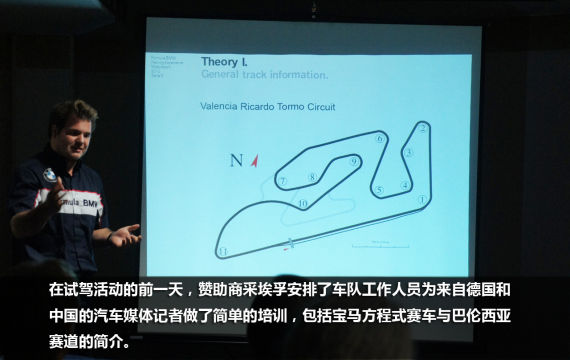 Theory I.
General track information.
Valencia Ricardo Tormo Circuit
N
1
2
3
4
5
6
7
8
9
10
11
Formula BMW
在试驾活动的前一天，赞助商采埃孚安排了车队工作人员为来自德国和
中国的汽车媒体记者做了简单的培训，包括宝马方程式赛车与巴伦西亚
赛道的简介。